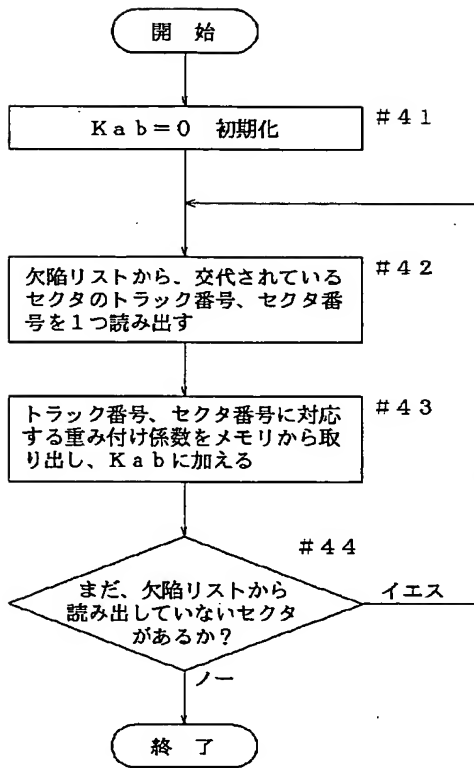 開 始
Kab=0 初期化
#41
欠陥リストから、交代されている
セクタのトラック番号、セクタ番
号を1つ読み出す
#42
トラック番号、セクタ番号に対応
する重み付け係数をメモリから取
り出し、Kabに加える
#43
#44
まだ、欠陥リストから
読み出していないセクタ
があるか?
イエス
ノー
終 了